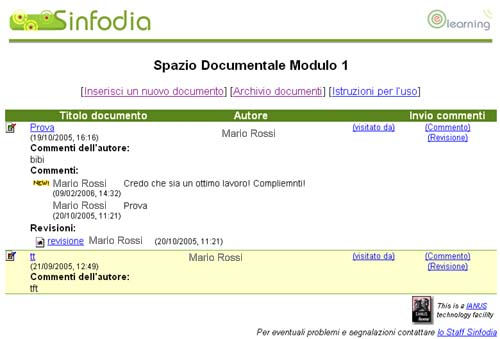 Sinfodia
elearning
Spazio Documentale Modulo 1
[Inserisci un nuovo documento] [Archivio documenti] [Istruzioni per l'uso]
Titolo documento Autore Invio commenti
Prova Mario Rossi (visitato da) (Commento)
(19/10/2005, 16:16) (Revisione)
Commenti dell'autore:
bibi
Commenti:
NEW! Mario Rossi Credo che sia un ottimo lavoro! Compliemnti!
(09/02/2006, 14:32)
Mario Rossi Prova
(20/10/2005, 11:21)
Revisioni:
revisione Mario Rossi (20/10/2005, 11:21)
tt Mario Rossi (visitato da) (Commento)
(21/09/2005, 12:49) (Revisione)
Commenti dell'autore:
tft
IANUS
This is a IANUS
technology facility
Per eventuali problemi e segnalazioni contattare lo Staff Sinfodia